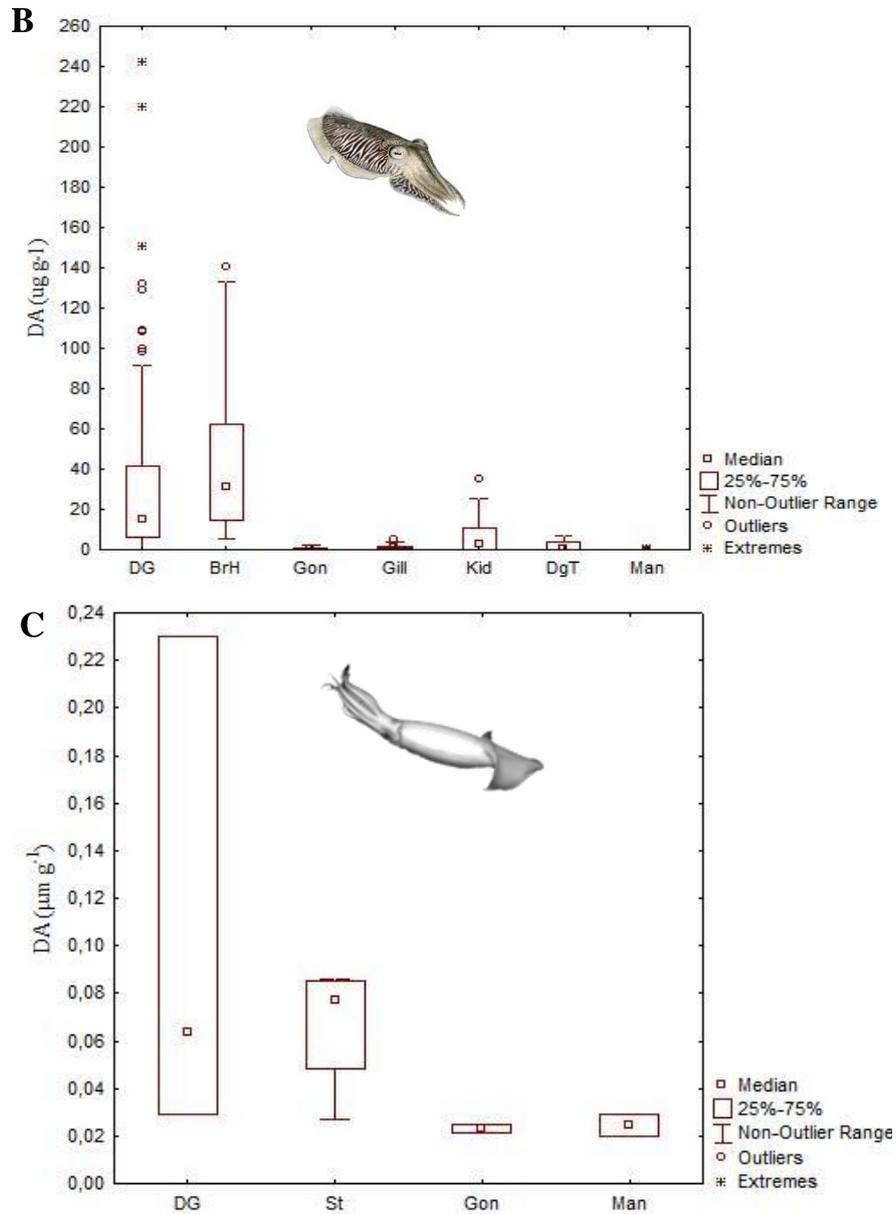 B
260
240
220
200
180
160
140
120
100
80
60
40
20
0
DA (ug g-1)
DG BrH Gon Gill Kid DgT Man
Median
25%-75%
Non-Outlier Range
Outliers
Extremes
C
0,24
0,22
0,20
0,18
0,16
0,14
0,12
0,10
0,08
0,06
0,04
0,02
0,00
DA (µm g-1)
DG St Gon Man
Median
25%-75%
Non-Outlier Range
Outliers
Extremes